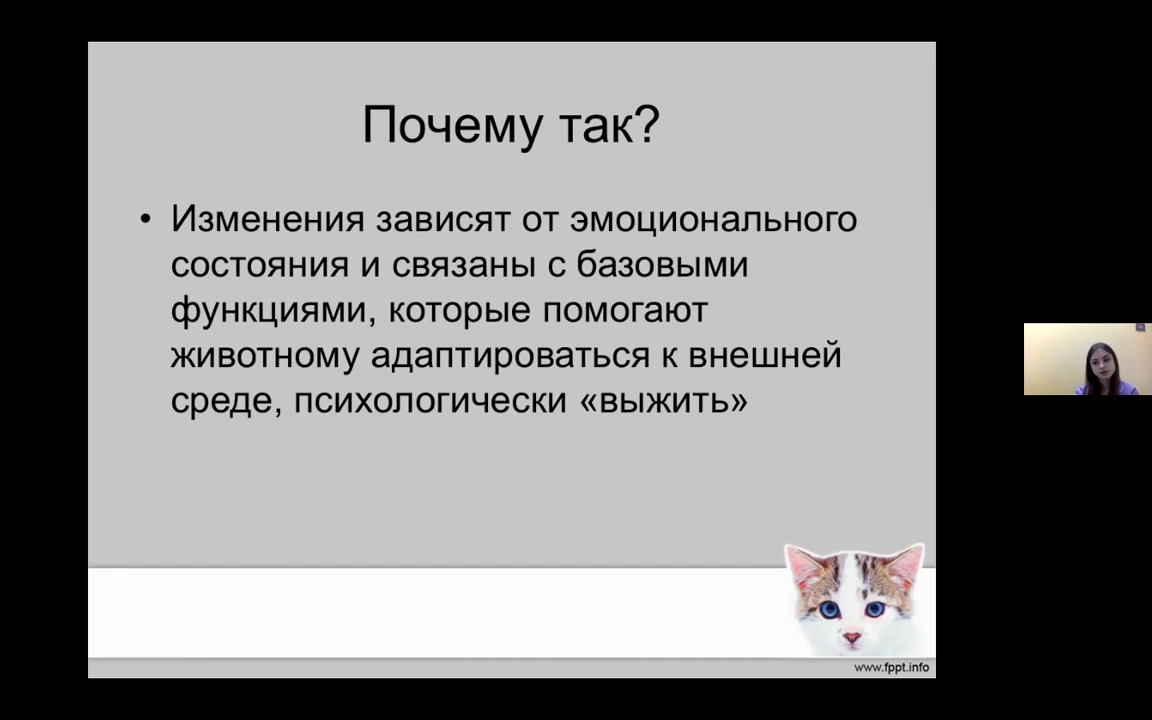 Почему так?
• Изменения зависят от эмоционального
состояния и связаны с базовыми
функциями, которые помогают
животному адаптироваться к внешней
среде, психологически «выжить»
www.fppt.info